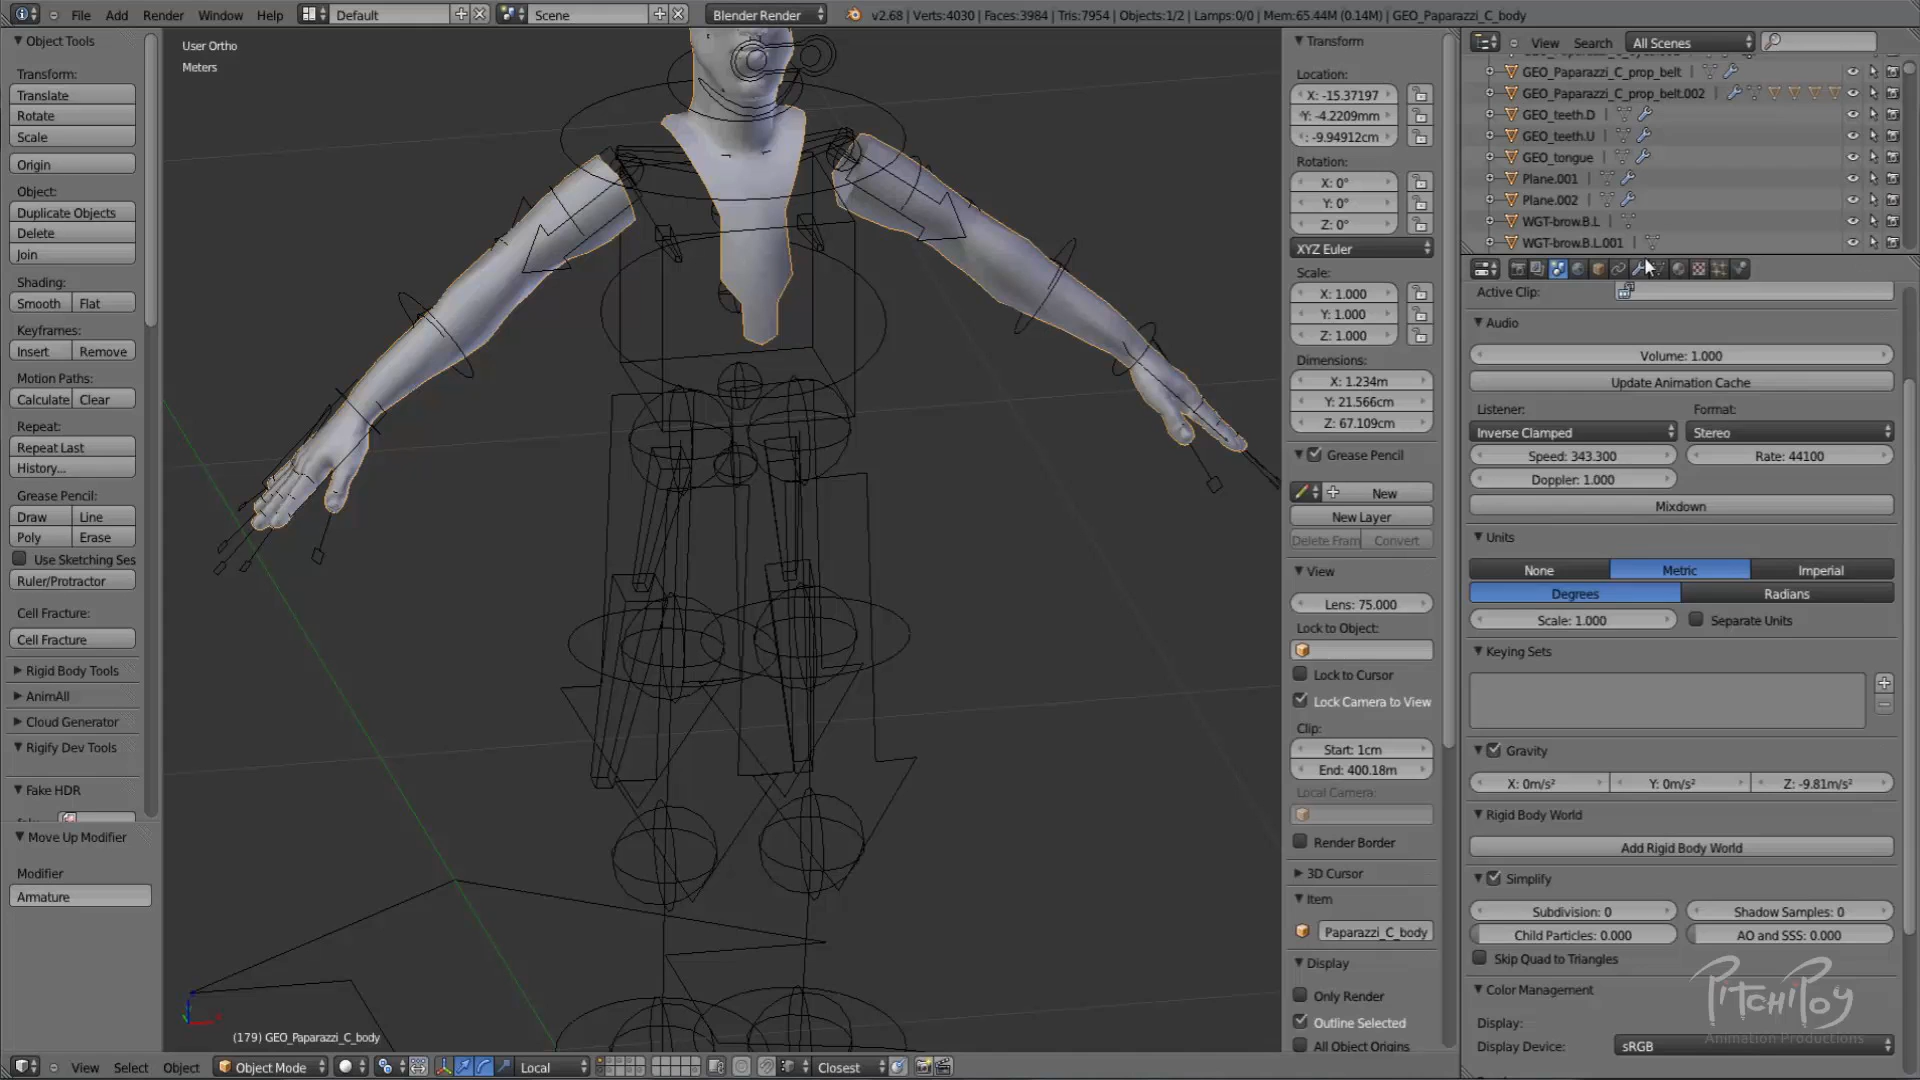 File Add Render Window Help Default Scene Blender Render v2.68 | Verts:4030 | Faces:3984 | Tris:7954 | Objects:1/2 | Lamps:0/0 | Mem:65.44M (0.14M) | GEO_Paparazzi_C_body
Object Tools
Transform:
Translate
Rotate
Scale
Origin
Object:
Duplicate Objects
Delete
Join
Shading:
Smooth Flat
Keyframes:
Insert Remove
Motion Paths:
Calculate Clear
Repeat:
Repeat Last
History...
Grease Pencil:
Draw Line
Poly Erase
Use Sketching Ses
Ruler/Protractor
Cell Fracture:
Cell Fracture
Rigid Body Tools
AnimAll
Cloud Generator
Rigify Dev Tools
Fake HDR
Move Up Modifier
Modifier
Armature
User Ortho
Meters
(179) GEO_Paparazzi_C_body
View Select Object Object Mode Local Closest
Transform
Location:
X: -15.37197
Y: -4.2209mm
: -9.94912cm
Rotation:
X: 0°
Y: 0°
Z: 0°
XYZ Euler
Scale:
X: 1.000
Y: 1.000
Z: 1.000
Dimensions:
X: 1.234m
Y: 21.566cm
Z: 67.109cm
Grease Pencil
New
New Layer
Delete Fram Convert
View
Lens: 75.000
Lock to Object:
Lock to Cursor
Lock Camera to View
Clip:
Start: 1cm
End: 400.18m
Local Camera:
Render Border
3D Cursor
Item
Paparazzi_C_body
Display
Only Render
Outline Selected
All Object Origins
View Search All Scenes
GEO_Paparazzi_C_prop_belt
GEO_Paparazzi_C_prop_belt.002
GEO_teeth.D
GEO_teeth.U
GEO_tongue
Plane.001
Plane.002
WGT-brow.B.L
WGT-brow.B.L.001
Active Clip:
Audio
Volume: 1.000
Update Animation Cache
Listener: Format:
Inverse Clamped Stereo
Speed: 343.300 Rate: 44100
Doppler: 1.000
Mixdown
Units
None Metric Imperial
Degrees Radians
Scale: 1.000 Separate Units
Keying Sets
Gravity
X: 0m/s² Y: 0m/s² Z: -9.81m/s²
Rigid Body World
Add Rigid Body World
Simplify
Subdivision: 0 Shadow Samples: 0
Child Particles: 0.000 AO and SSS: 0.000
Skip Quad to Triangles
Color Management
Display:
Display Device: sRGB
PitchiPoy
Animation Productions